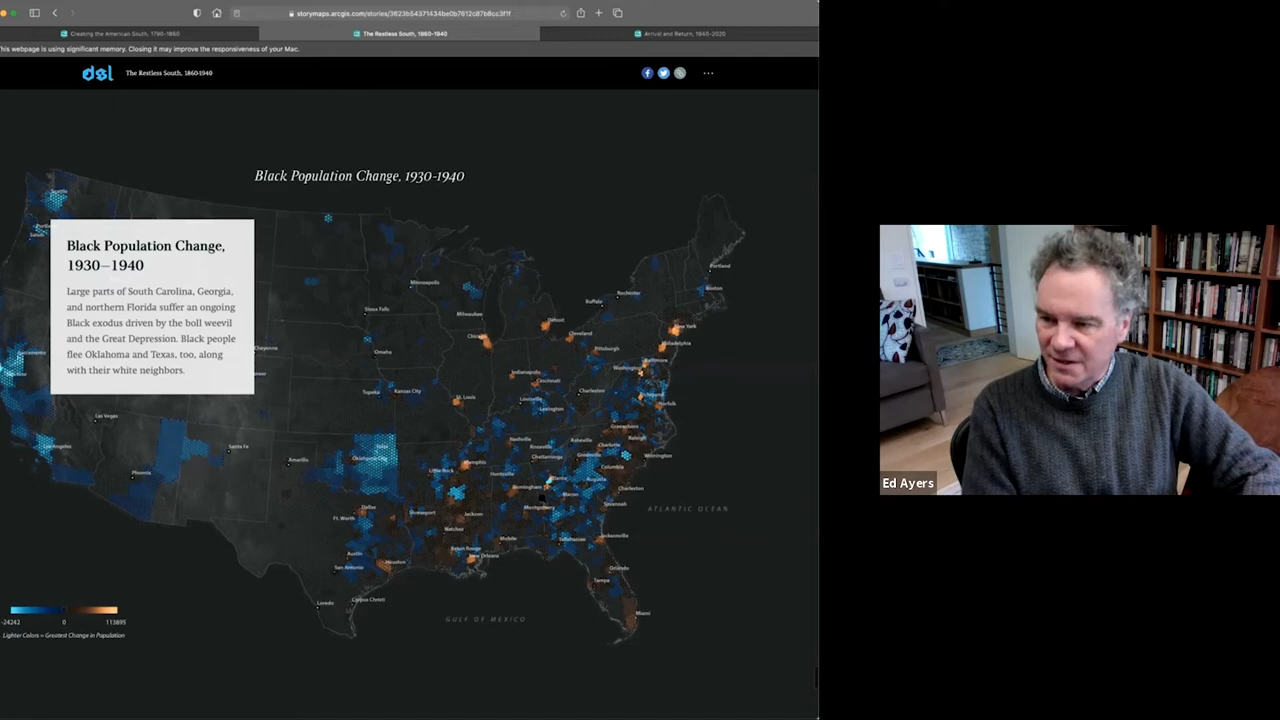 storymaps.arcgis.com/stories/3f623b54371434be0b7612c87b8cc3f1f
Creating the American South, 1790-1860
The Restless South, 1860-1940
Arrival and Return, 1940-2020
This webpage is using significant memory. Closing it may improve the responsiveness of your Mac.
dsl
The Restless South, 1860-1940
Black Population Change, 1930-1940
Black Population Change,
1930–1940
Large parts of South Carolina, Georgia,
and northern Florida suffer an ongoing
Black exodus driven by the boll weevil
and the Great Depression. Black people
flee Oklahoma and Texas, too, along
with their white neighbors.
Seattle
Salem
Portland
Boston
Minneapolis
Rochester
Buffalo
Sioux Falls
Milwaukee
Detroit
New York
Cleveland
Chicago
Philadelphia
Sacramento
Cheyenne
Omaha
Pittsburgh
Baltimore
Washington
Indianapolis
Cincinnati
Topeka
Kansas City
Charleston
Richmond
St. Louis
Louisville
Norfolk
Lexington
Las Vegas
Greensboro
Los Angeles
Santa Fe
Tulsa
Nashville
Knoxville
Asheville
Raleigh
Charlotte
Oklahoma City
Amarillo
Memphis
Chattanooga
Greenville
Wilmington
Phoenix
Little Rock
Huntsville
Atlanta
Columbia
Augusta
Birmingham
Charleston
Macon
Dallas
Montgomery
Savannah
Ft. Worth
Shreveport
Jackson
ATLANTIC OCEAN
Natchez
Jacksonville
Mobile
Tallahassee
Austin
Baton Rouge
New Orleans
Houston
San Antonio
Orlando
Tampa
Laredo
Corpus Christi
Miami
GULF OF MEXICO
-24242
0
113895
Lighter Colors = Greatest Change in Population
Ed Ayers